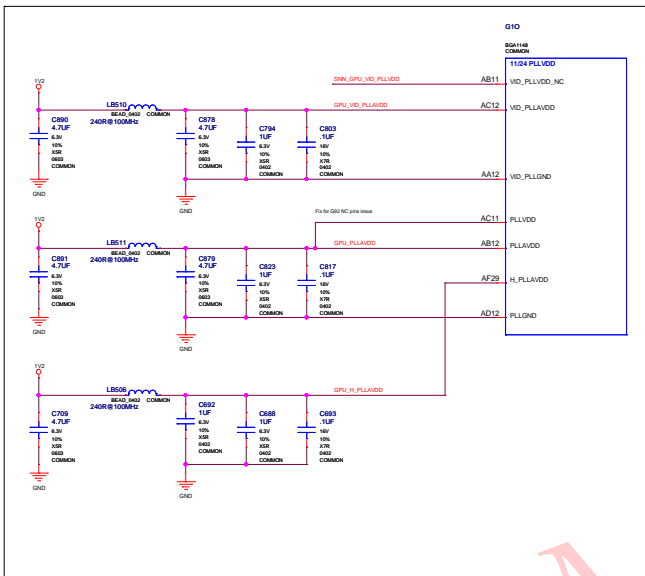 G1O
BGA1148
COMMON
11/24 PLLVDD
SNN_GPU_VID_PLLVDD
AB11 VID_PLLVDD_NC
1V2
LB510
BEAD_0402 COMMON
240R@100MHz
GPU_VID_PLLAVDD
AC12 VID_PLLAVDD
C890
4.7UF
6.3V
10%
X5R
0603
COMMON
C878
4.7UF
6.3V
10%
X5R
0603
COMMON
C794
1UF
6.3V
10%
X5R
0402
COMMON
C803
.1UF
16V
10%
X7R
0402
COMMON
GND
GND
AA12 VID_PLLGND
Fix for G92 NC pins issue
AC11 PLLVDD
1V2
LB511
BEAD_0402 COMMON
240R@100MHz
GPU_PLLAVDD
AB12 PLLAVDD
C891
4.7UF
6.3V
10%
X5R
0603
COMMON
C879
4.7UF
6.3V
10%
X5R
0603
COMMON
C823
1UF
6.3V
10%
X5R
0402
COMMON
C817
.1UF
16V
10%
X7R
0402
COMMON
AF29 H_PLLAVDD
GND
GND
AD12 PLLGND
1V2
LB506
BEAD_0402 COMMON
240R@100MHz
GPU_H_PLLAVDD
C709
4.7UF
6.3V
10%
X5R
0603
COMMON
C692
1UF
6.3V
10%
X5R
0402
COMMON
C688
1UF
6.3V
10%
X5R
0402
COMMON
C693
.1UF
16V
10%
X7R
0402
COMMON
GND
GND